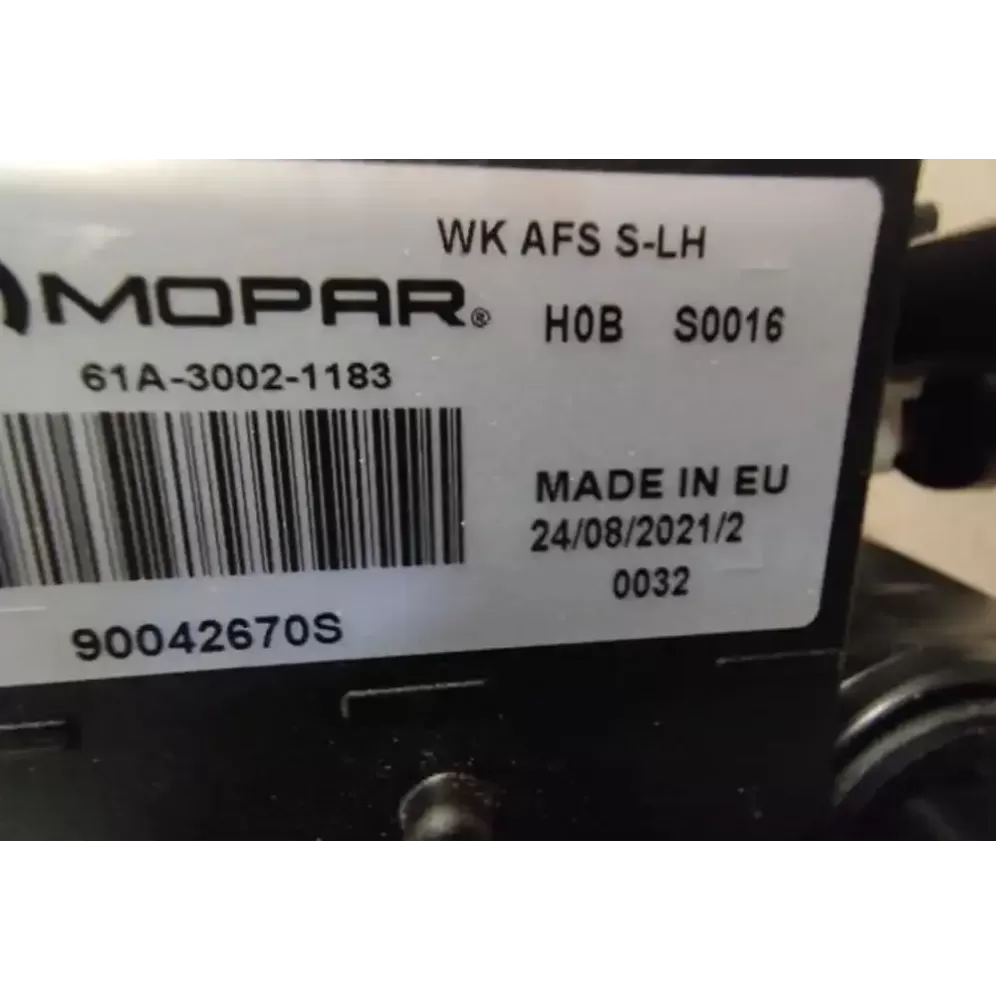 WK AFS S-LH
MOPAR®
H0B S0016
61A-3002-1183
MADE IN EU
24/08/2021/2
0032
90042670S